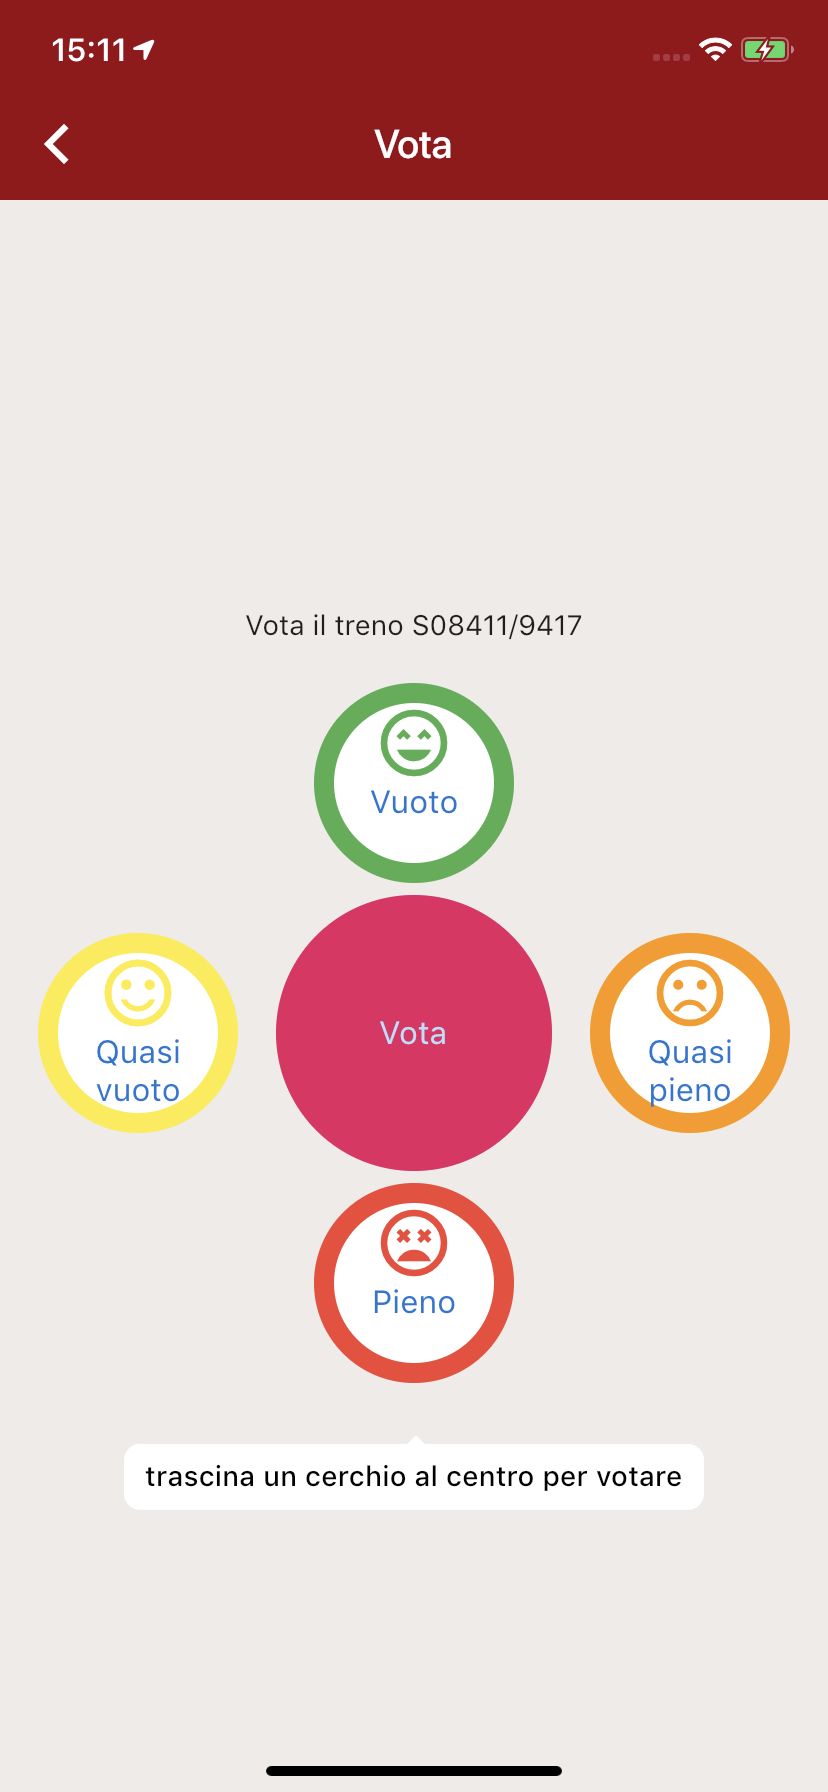 15:11
Vota
Vota il treno S08411/9417
Vuoto
Quasi
vuoto
Vota
Quasi
pieno
Pieno
trascina un cerchio al centro per votare